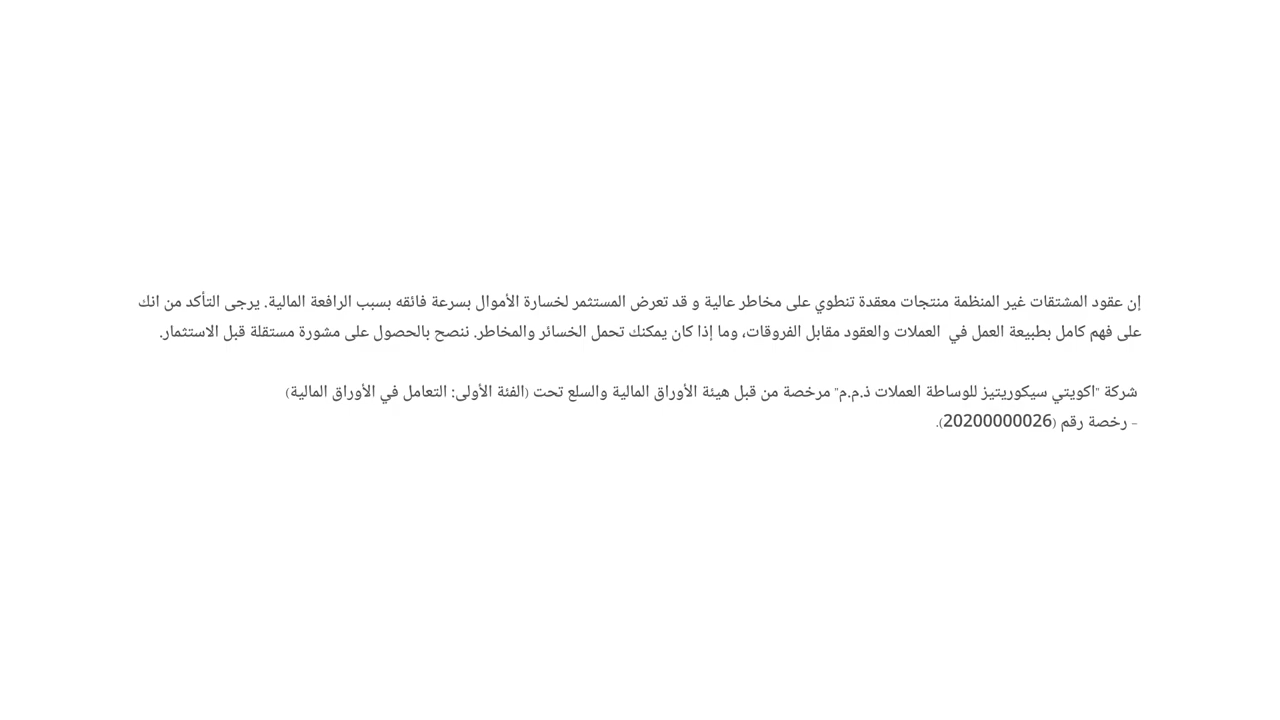 إن عقود المشتقات غير المنظمة منتجات معقدة تنطوي على مخاطر عالية و قد تعرض المستثمر لخسارة الأموال بسرعة فائقه بسبب الرافعة المالية. يرجى التأكد من انك
على فهم كامل بطبيعة العمل في العملات والعقود مقابل الفروقات، وما إذا كان يمكنك تحمل الخسائر والمخاطر. ننصح بالحصول على مشورة مستقلة قبل الاستثمار.
شركة "اكويتي سيكوريتيز للوساطة العملات ذ.م.م" مرخصة من قبل هيئة الأوراق المالية والسلع تحت (الفئة الأولى: التعامل في الأوراق المالية)
– رخصة رقم (20200000026).